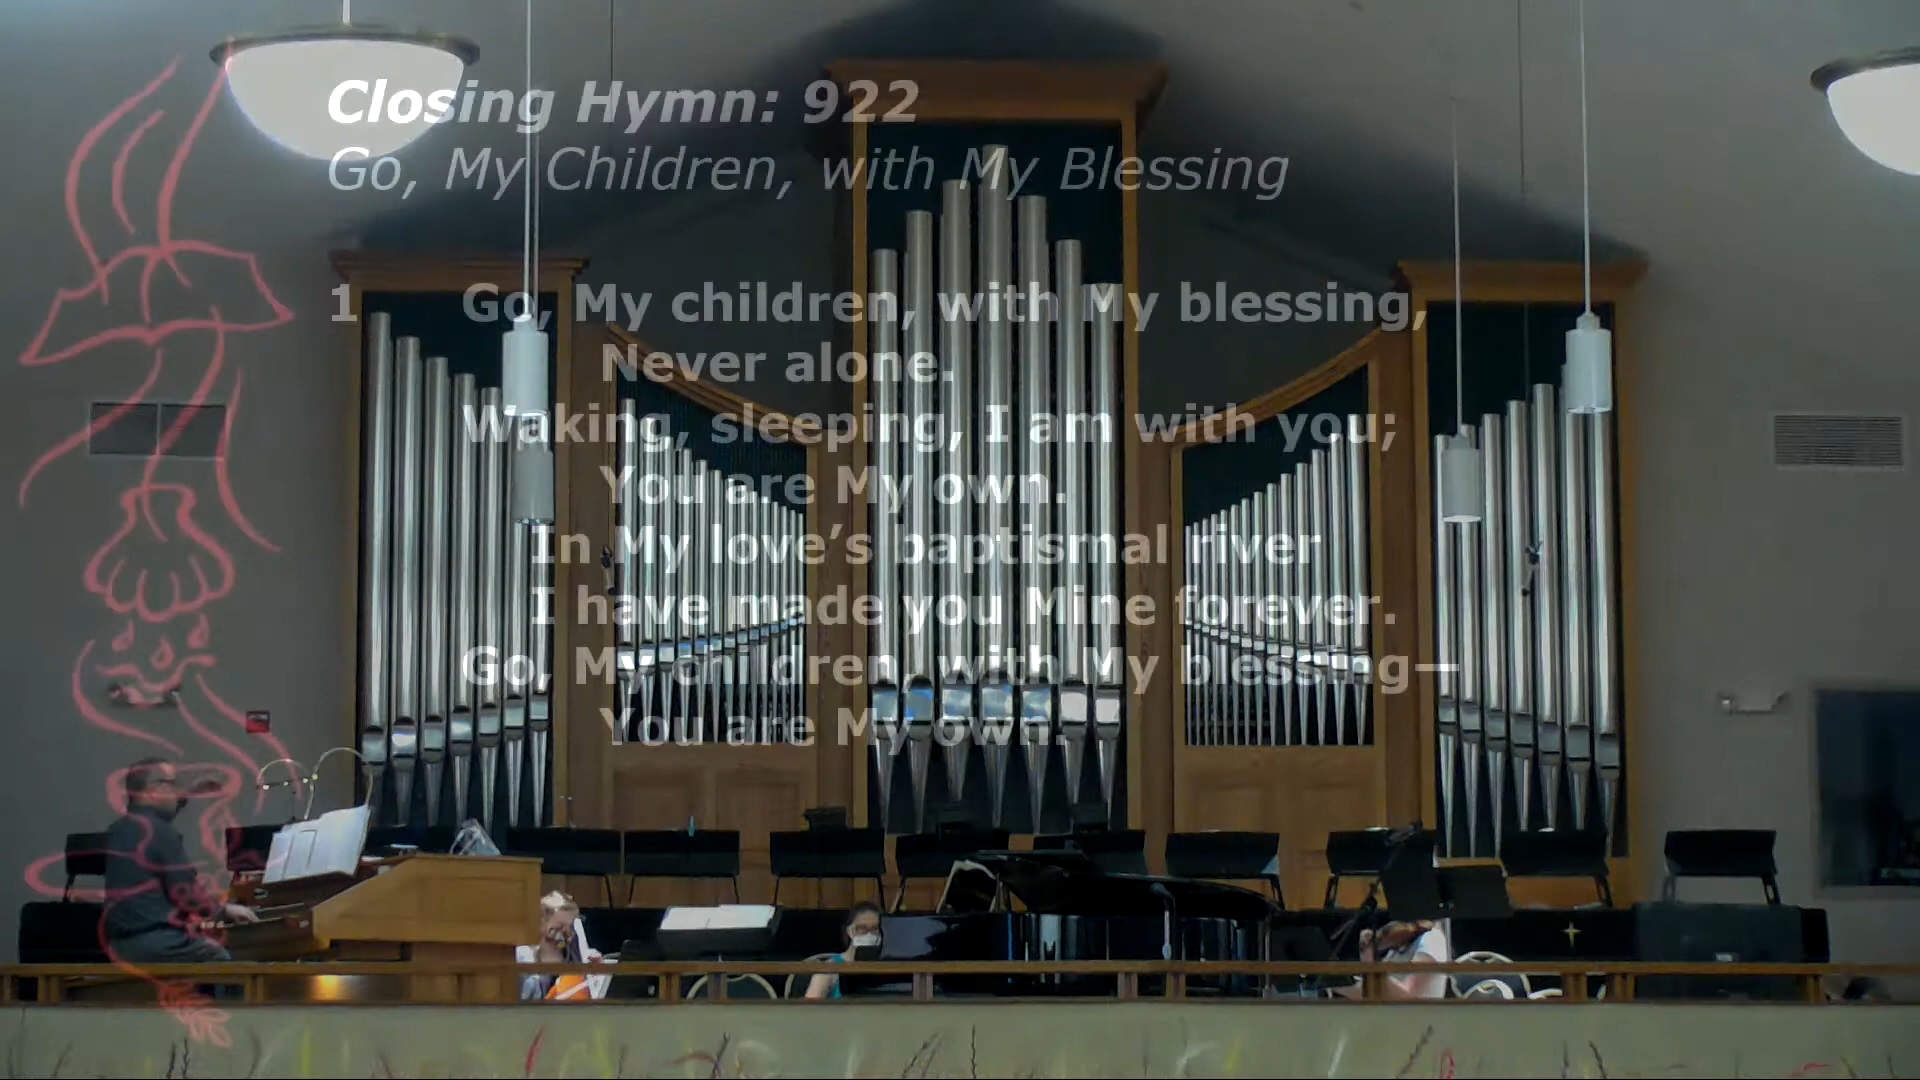 Closing Hymn: 922
Go, My Children, with My Blessing
1 Go, My children, with My blessing,
Never alone.
Waking, sleeping, I am with you;
You are My own.
In My love’s baptismal river
I have made you Mine forever.
Go, My children, with My blessing—
You are My own.